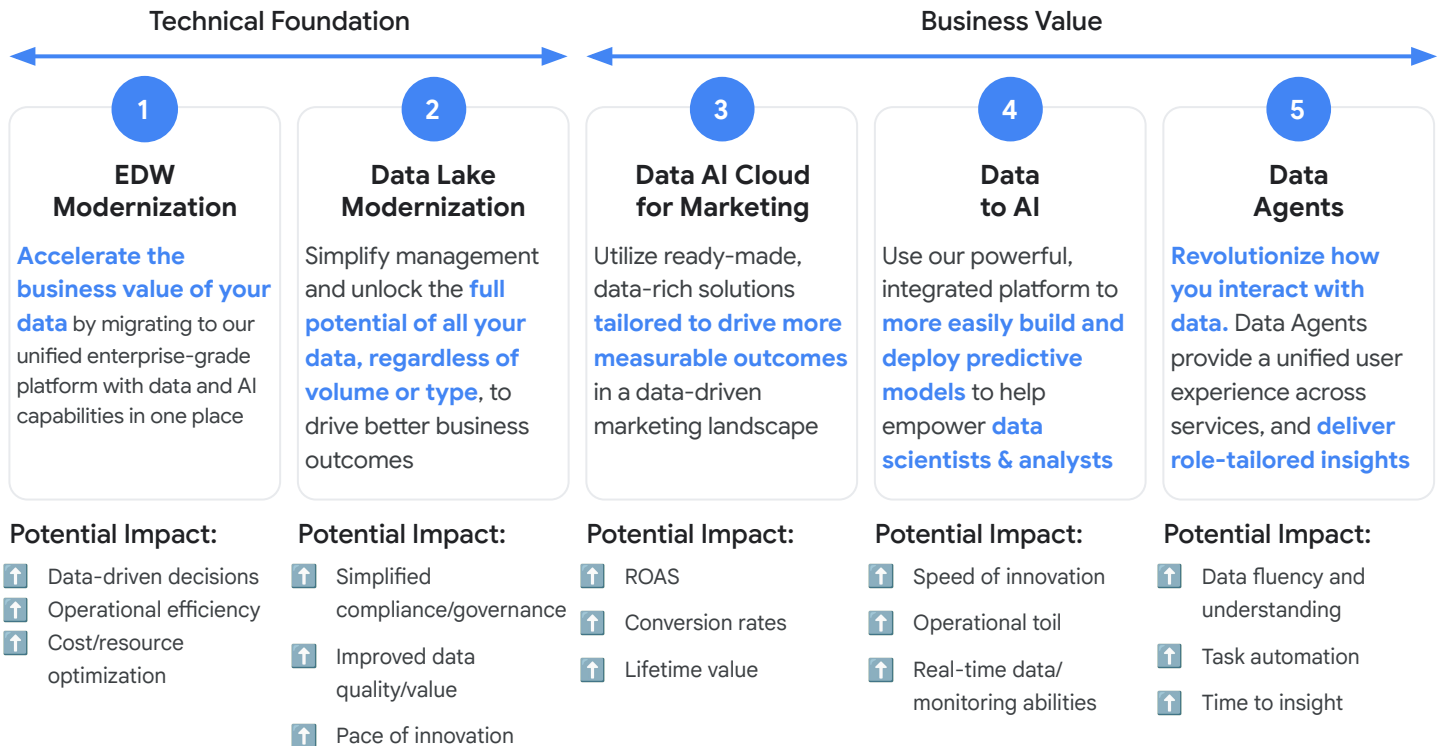 Technical Foundation
Business Value
1
EDW
Modernization
Accelerate the
business value of your
data by migrating to our
unified enterprise-grade
platform with data and AI
capabilities in one place
Potential Impact:
Data-driven decisions
Operational efficiency
Cost/resource
optimization
2
Data Lake
Modernization
Simplify management
and unlock the full
potential of all your
data, regardless of
volume or type, to
drive better business
outcomes
Potential Impact:
Simplified
compliance/governance
Improved data
quality/value
Pace of innovation
3
Data AI Cloud
for Marketing
Utilize ready-made,
data-rich solutions
tailored to drive more
measurable outcomes
in a data-driven
marketing landscape
Potential Impact:
ROAS
Conversion rates
Lifetime value
4
Data
to AI
Use our powerful,
integrated platform to
more easily build and
deploy predictive
models to help
empower data
scientists & analysts
Potential Impact:
Speed of innovation
Operational toil
Real-time data/
monitoring abilities
5
Data
Agents
Revolutionize how
you interact with
data. Data Agents
provide a unified user
experience across
services, and deliver
role-tailored insights
Potential Impact:
Data fluency and
understanding
Task automation
Time to insight